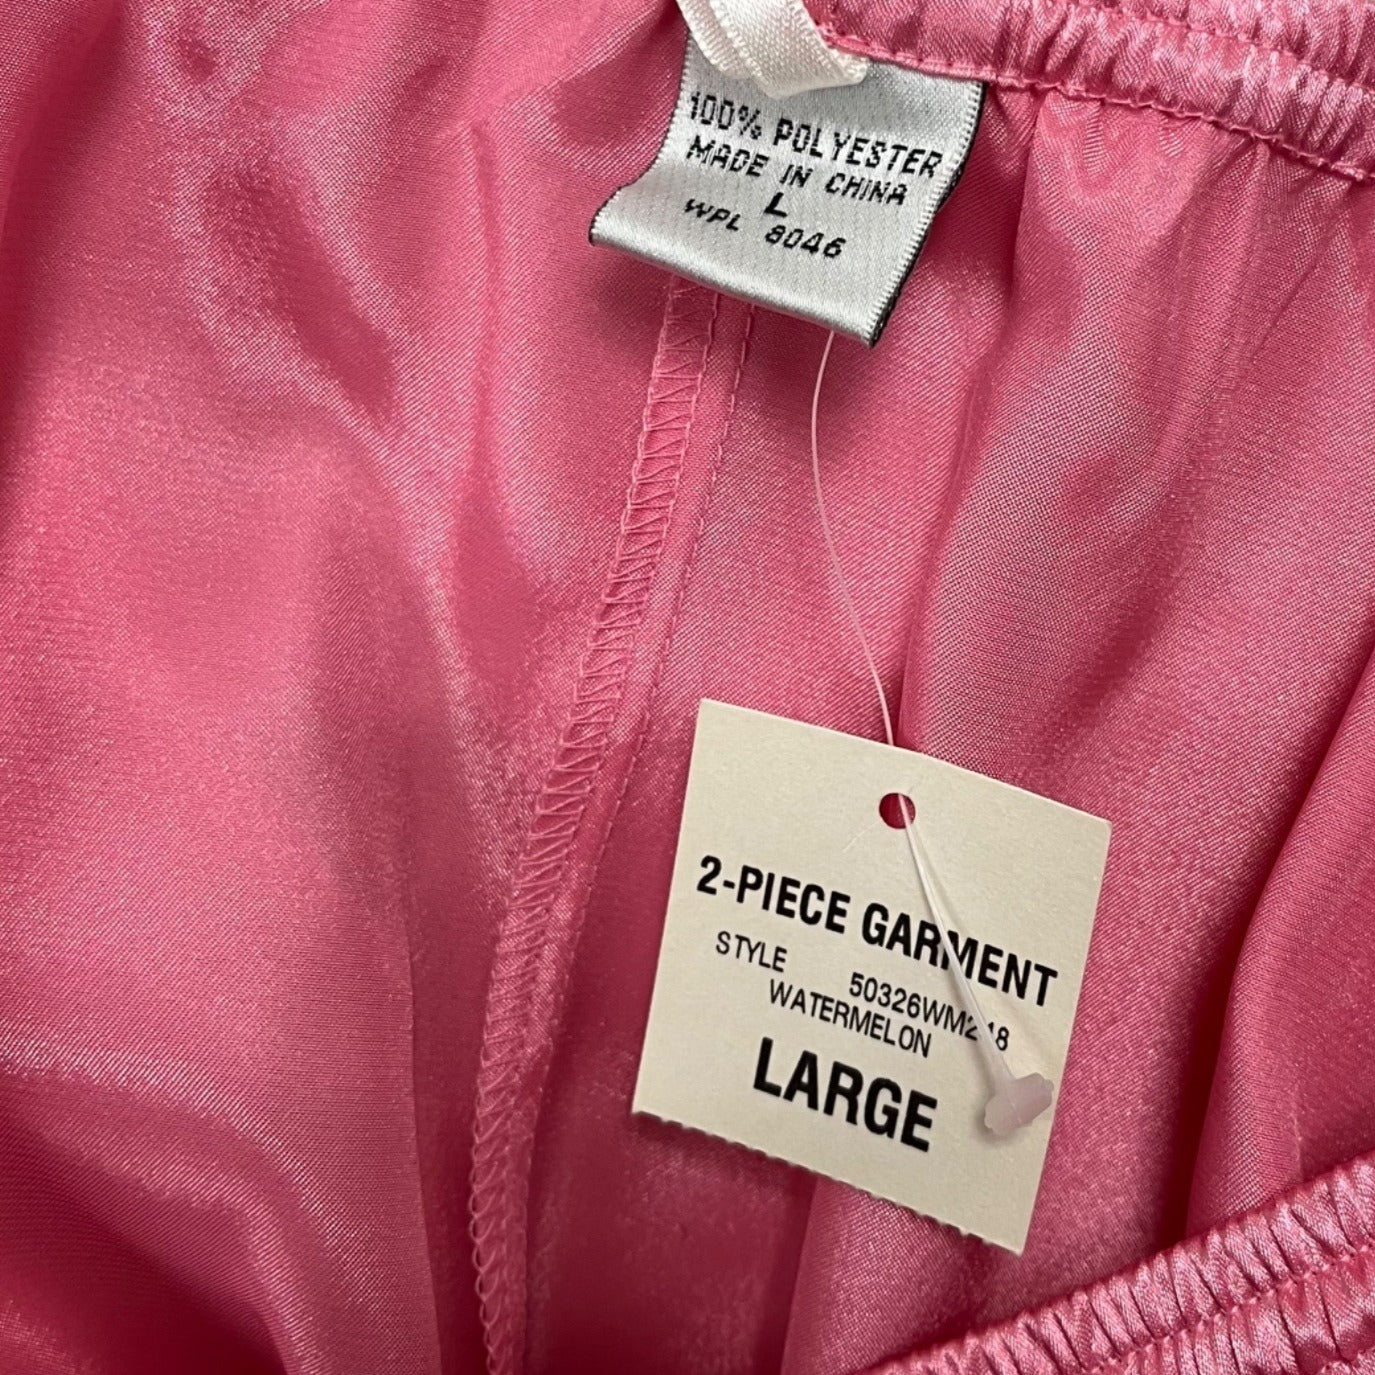 100% POLYESTER
MADE IN CHINA
L
WPL 8046
2-PIECE GARMENT
STYLE
WATERMELON
LARGE